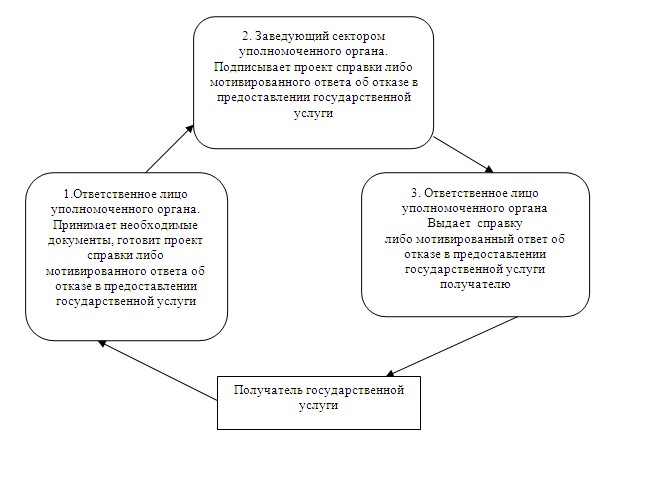 2. Заведующий сектором
уполномоченного органа.
Подписывает проект справки либо
мотивированного ответа об отказе в
предоставлении государственной
услуги
1.Ответственное лицо
уполномоченного органа.
Принимает необходимые
документы, готовит проект
справки либо
мотивированного ответа об
отказе в предоставлении
государственной услуги
3. Ответственное лицо
уполномоченного органа
Выдает справку
либо мотивированный ответ об
отказе в предоставлении
государственной услуги
получателю
Получатель государственной
услуги